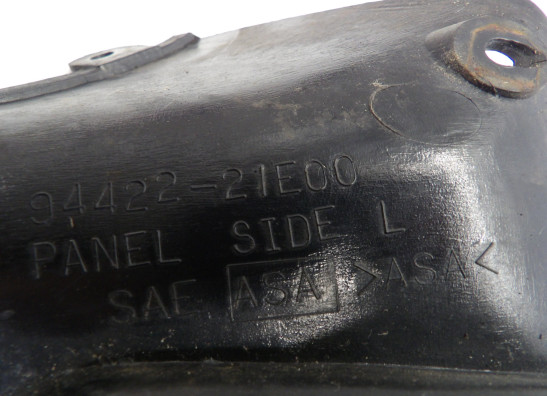 94422-21E00
PANEL SIDE L
SAE ASA >ASA<